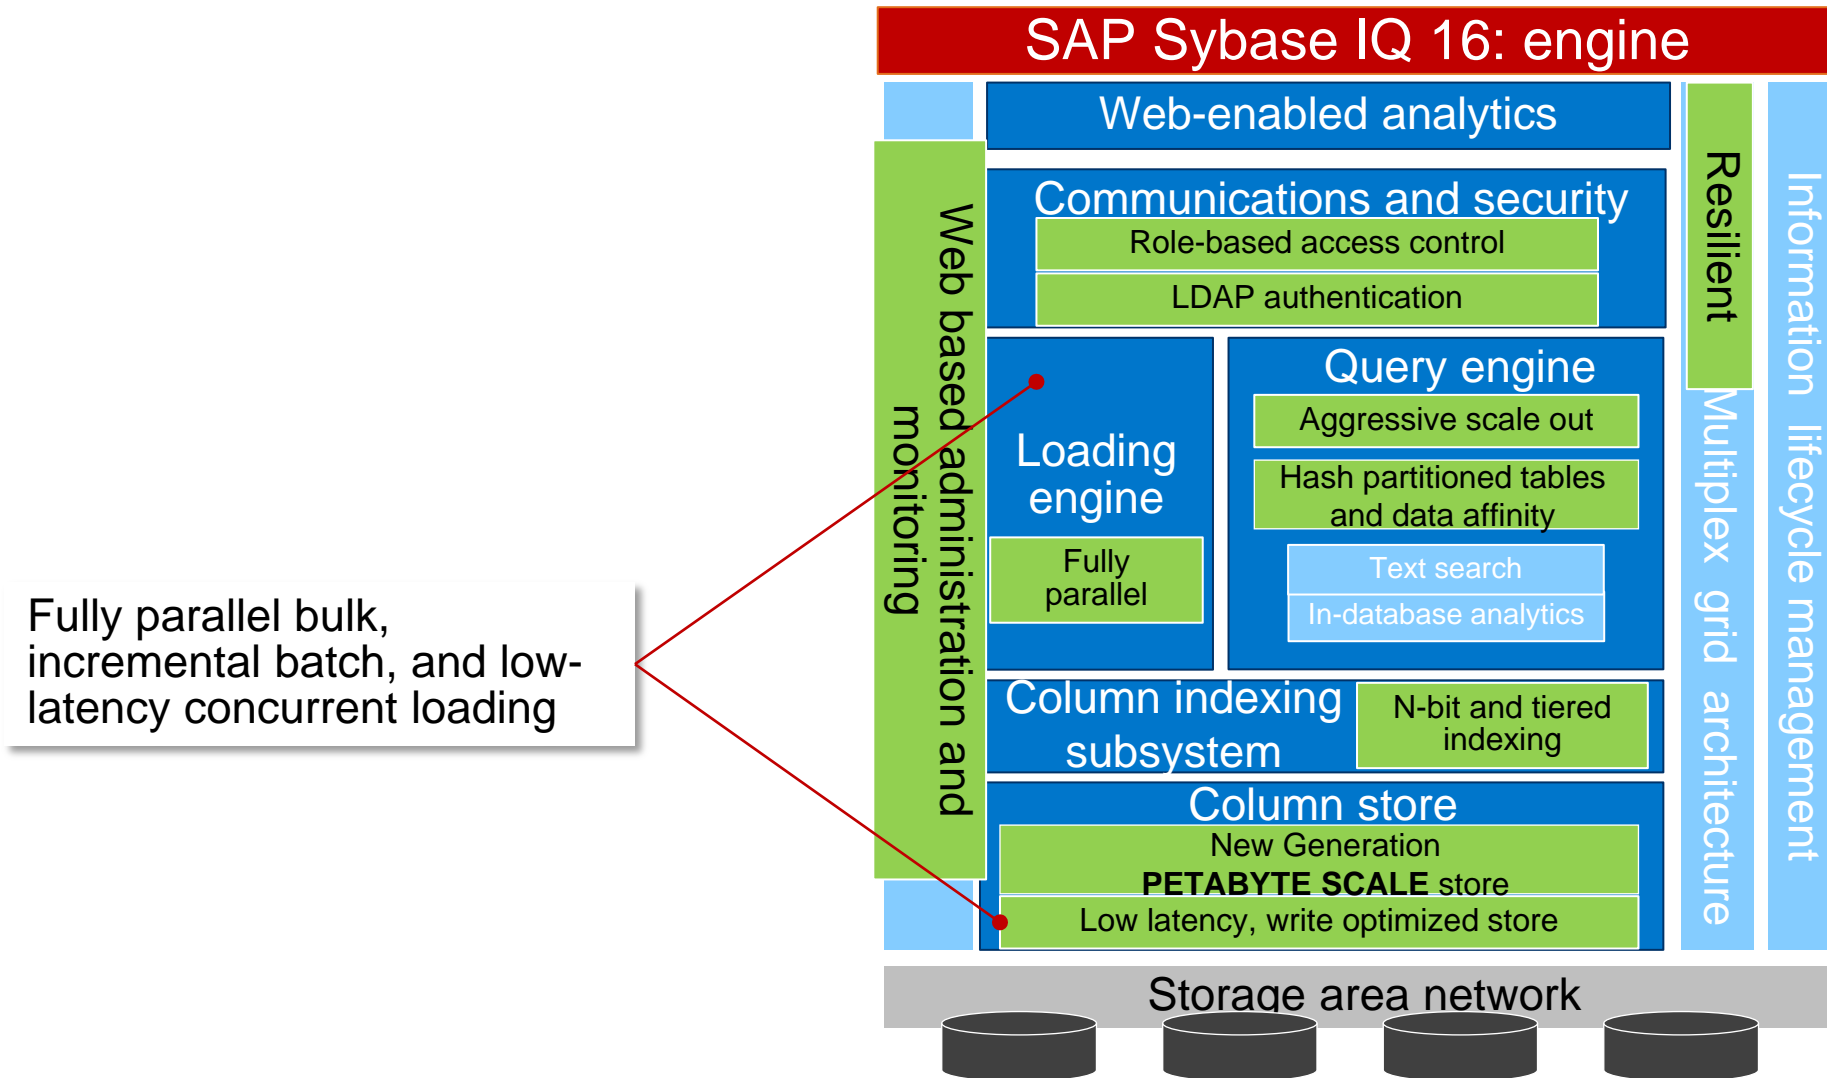 SAP Sybase IQ 16: engine
Web-enabled analytics
Communications and security
Role-based access control
LDAP authentication
Web based administration and
monitoring
Loading
engine
Fully
parallel
Query engine
Aggressive scale out
Hash partitioned tables
and data affinity
Text search
In-database analytics
Column indexing
subsystem
N-bit and tiered
indexing
Column store
New Generation
PETABYTE SCALE store
Low latency, write optimized store
Resilient
Multiplex grid architecture
Information lifecycle management
Storage area network
Fully parallel bulk,
incremental batch, and low-
latency concurrent loading